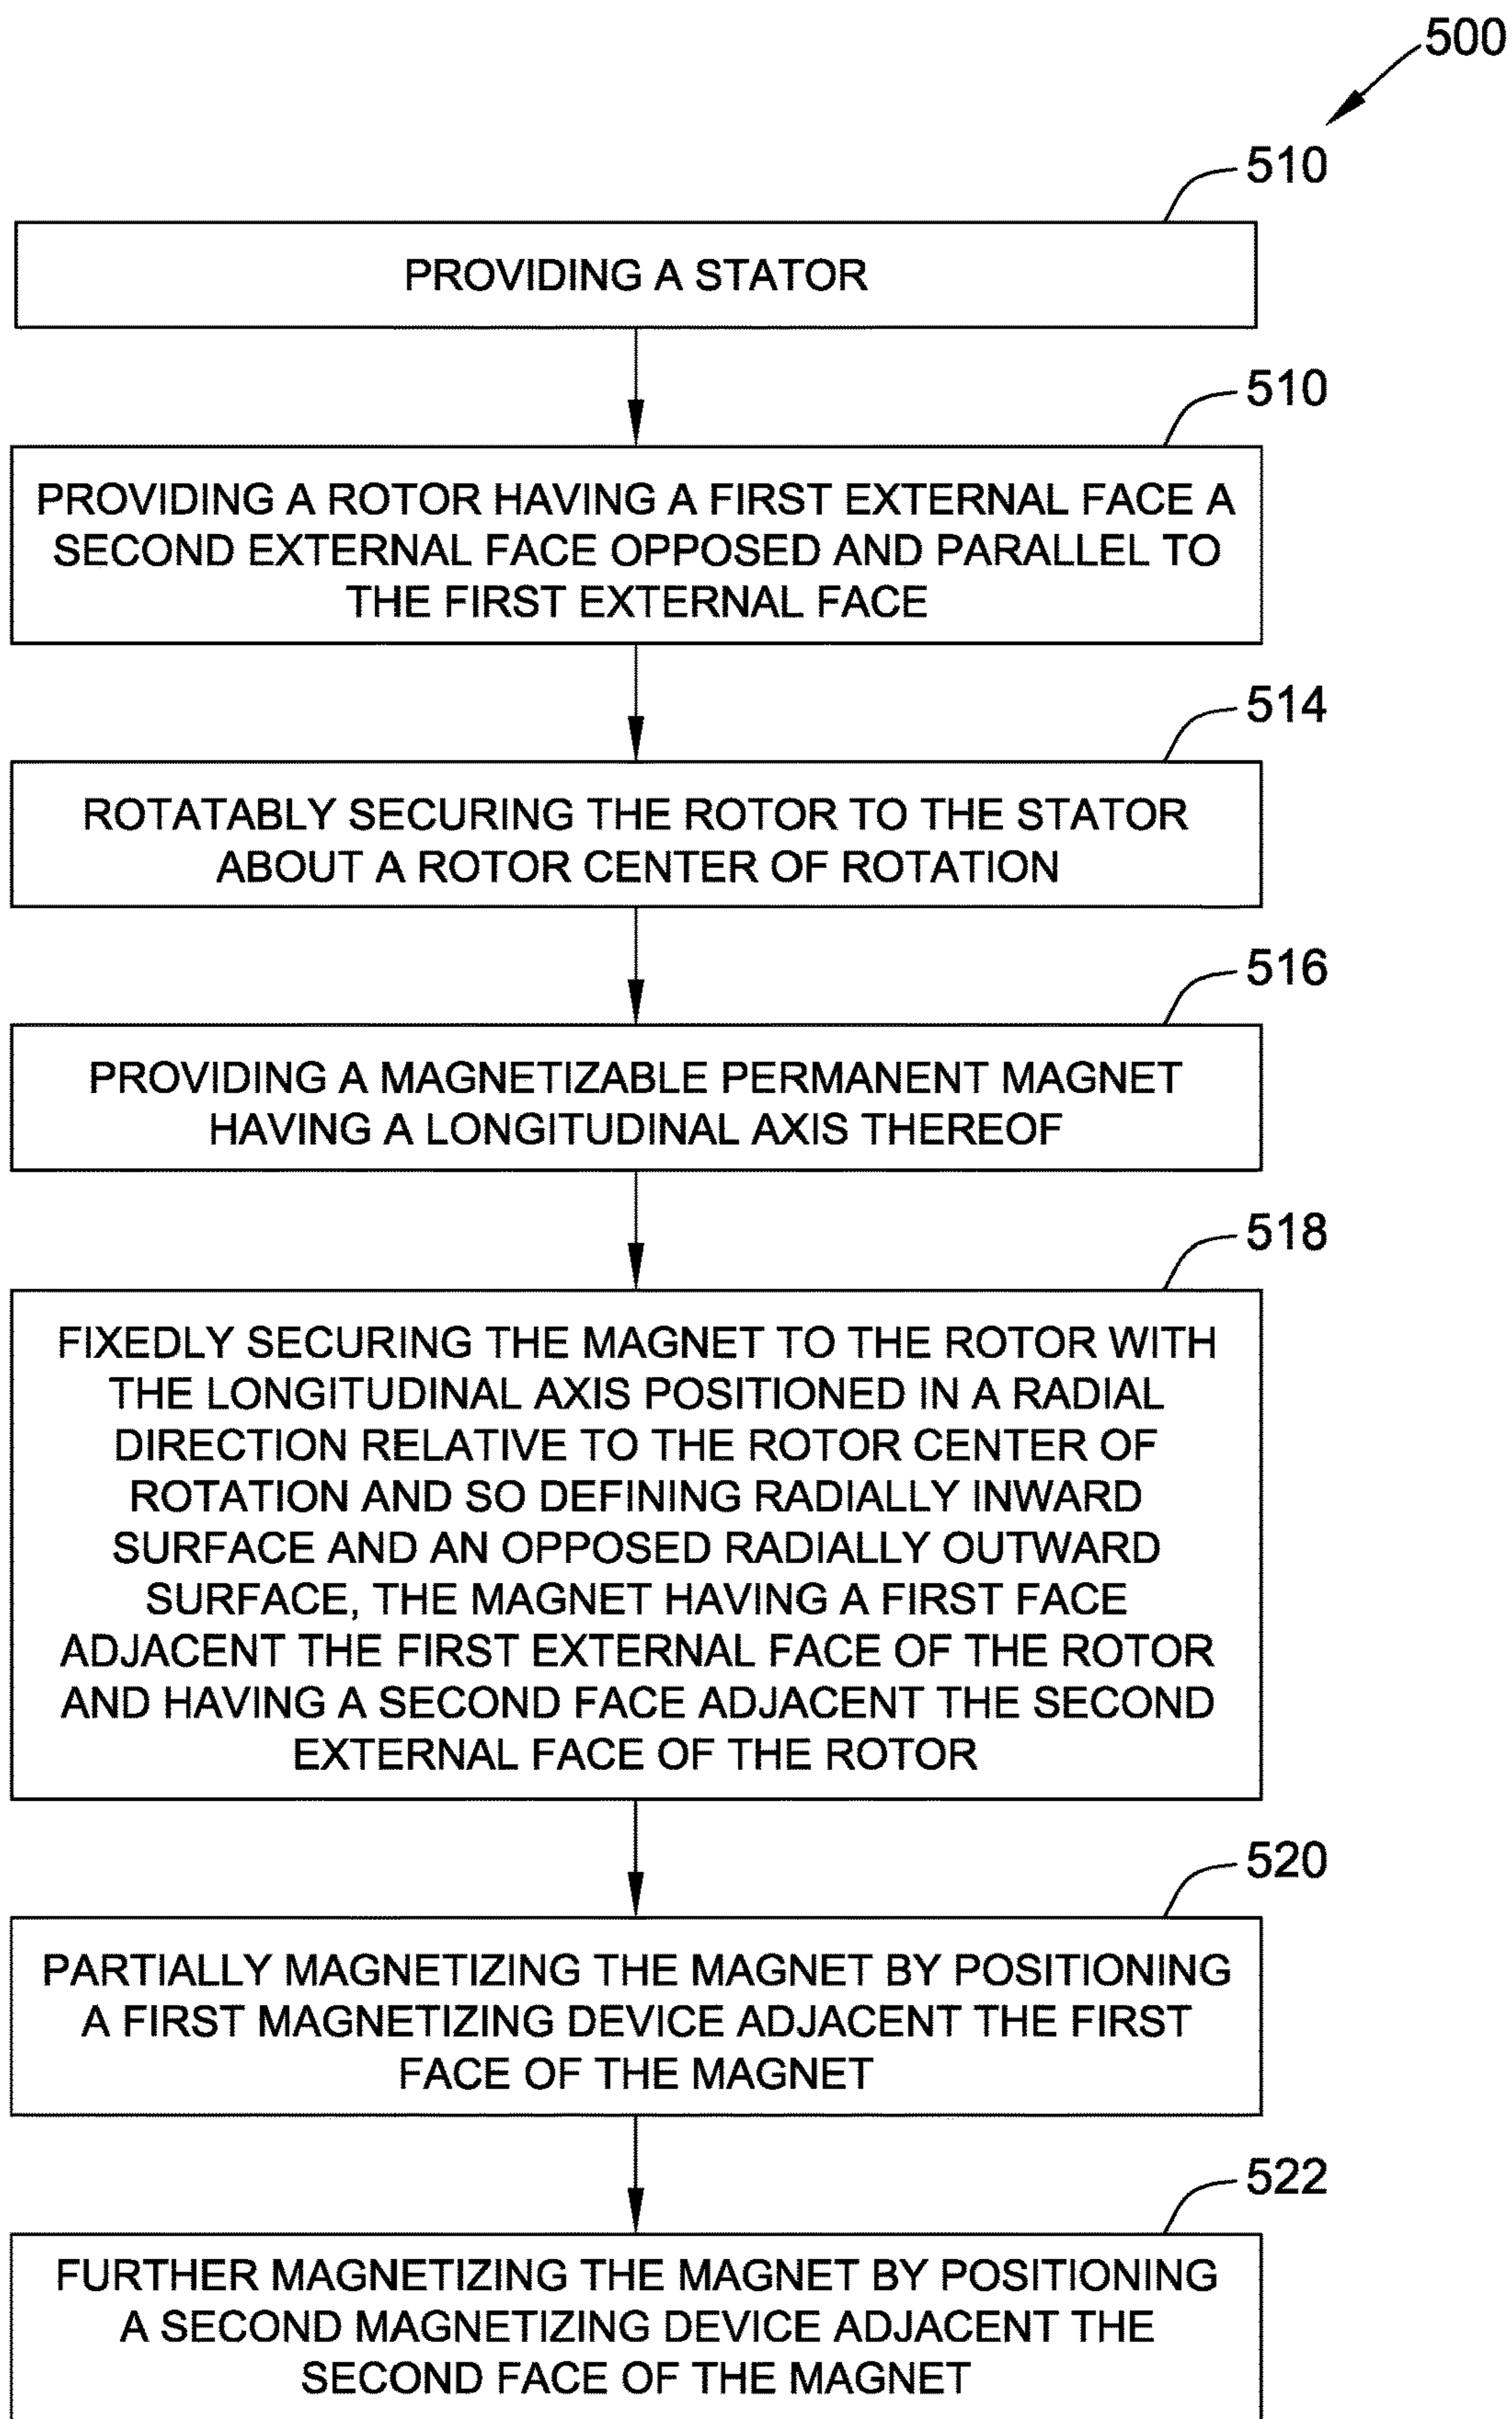 500
510
PROVIDING A STATOR
510
PROVIDING A ROTOR HAVING A FIRST EXTERNAL FACE A
SECOND EXTERNAL FACE OPPOSED AND PARALLEL TO
THE FIRST EXTERNAL FACE
514
ROTATABLY SECURING THE ROTOR TO THE STATOR
ABOUT A ROTOR CENTER OF ROTATION
516
PROVIDING A MAGNETIZABLE PERMANENT MAGNET
HAVING A LONGITUDINAL AXIS THEREOF
518
FIXEDLY SECURING THE MAGNET TO THE ROTOR WITH
THE LONGITUDINAL AXIS POSITIONED IN A RADIAL
DIRECTION RELATIVE TO THE ROTOR CENTER OF
ROTATION AND SO DEFINING RADIALLY INWARD
SURFACE AND AN OPPOSED RADIALLY OUTWARD
SURFACE, THE MAGNET HAVING A FIRST FACE
ADJACENT THE FIRST EXTERNAL FACE OF THE ROTOR
AND HAVING A SECOND FACE ADJACENT THE SECOND
EXTERNAL FACE OF THE ROTOR
520
PARTIALLY MAGNETIZING THE MAGNET BY POSITIONING
A FIRST MAGNETIZING DEVICE ADJACENT THE FIRST
FACE OF THE MAGNET
522
FURTHER MAGNETIZING THE MAGNET BY POSITIONING
A SECOND MAGNETIZING DEVICE ADJACENT THE
SECOND FACE OF THE MAGNET